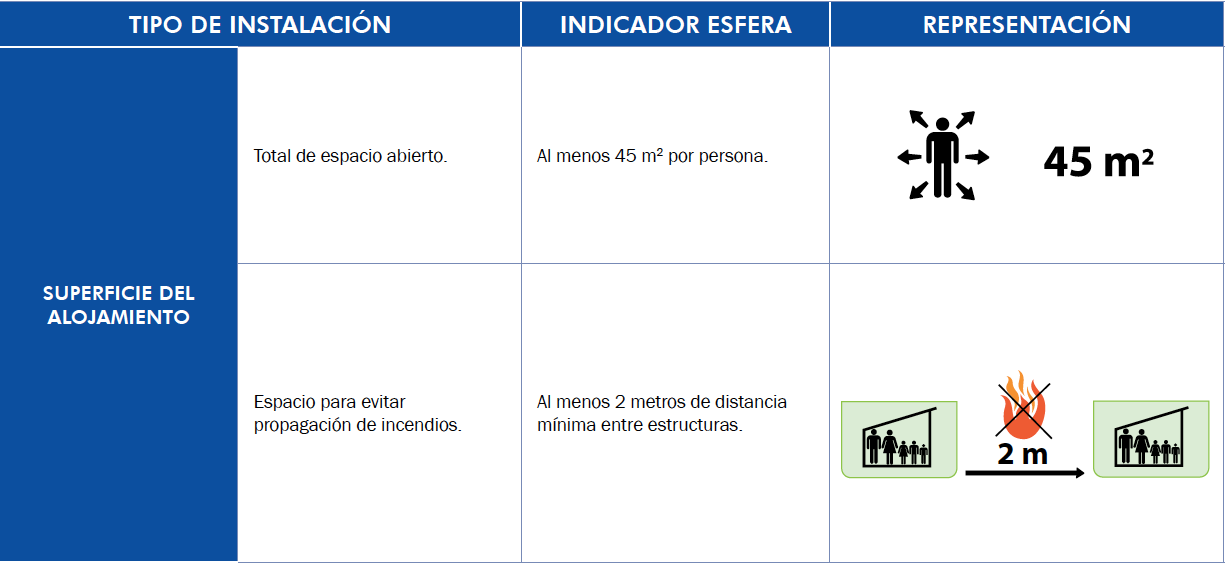 TIPO DE INSTALACIÓN
INDICADOR ESFERA
REPRESENTACIÓN
SUPERFICIE DEL
ALOJAMIENTO
Total de espacio abierto.
Al menos 45 m² por persona.
45 m²
Espacio para evitar
propagación de incendios.
Al menos 2 metros de distancia
mínima entre estructuras.
2 m